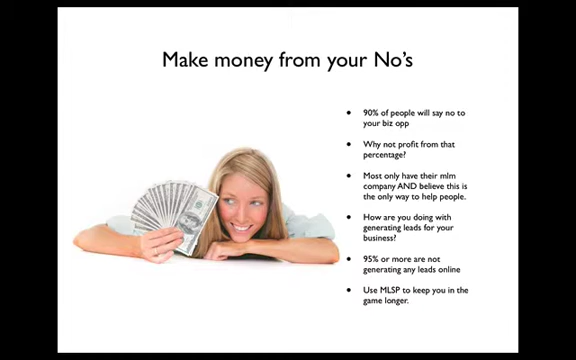 Make money from your No's
• 90% of people will say no to
your biz opp
• Why not profit from that
percentage?
• Most only have their mlm
company AND believe this is
the only way to help people.
• How are you doing with
generating leads for your
business?
• 95% or more are not
generating any leads online
• Use MLSP to keep you in the
game longer.